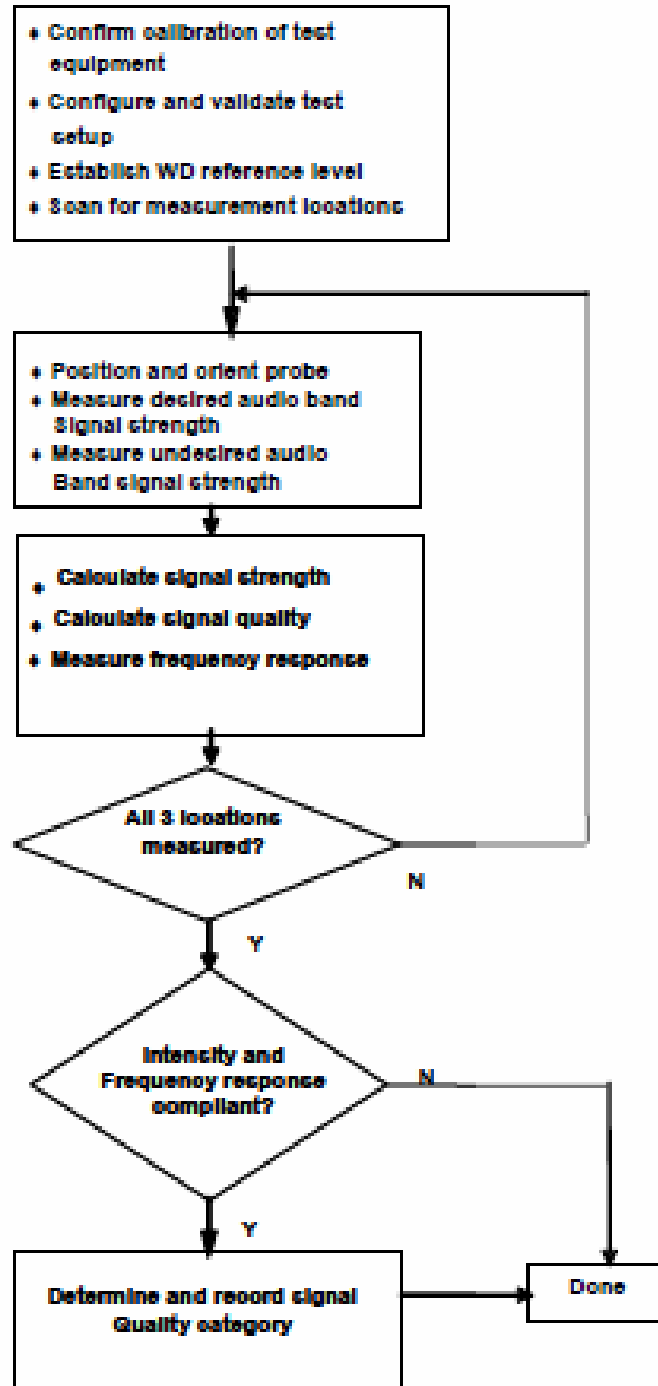 ♦ Confirm calibration of test
equipment
♦ Configure and validate test
setup
♦ Establish WD reference level
♦ Scan for measurement locations
♦ Position and orient probe
♦ Measure desired audio band
Signal strength
♦ Measure undesired audio
Band signal strength
♦ Calculate signal strength
♦ Calculate signal quality
♦ Measure frequency response
All 3 locations
measured?
N
Y
Intensity and
Frequency response
compliant?
N
Y
Determine and record signal
Quality category
Done